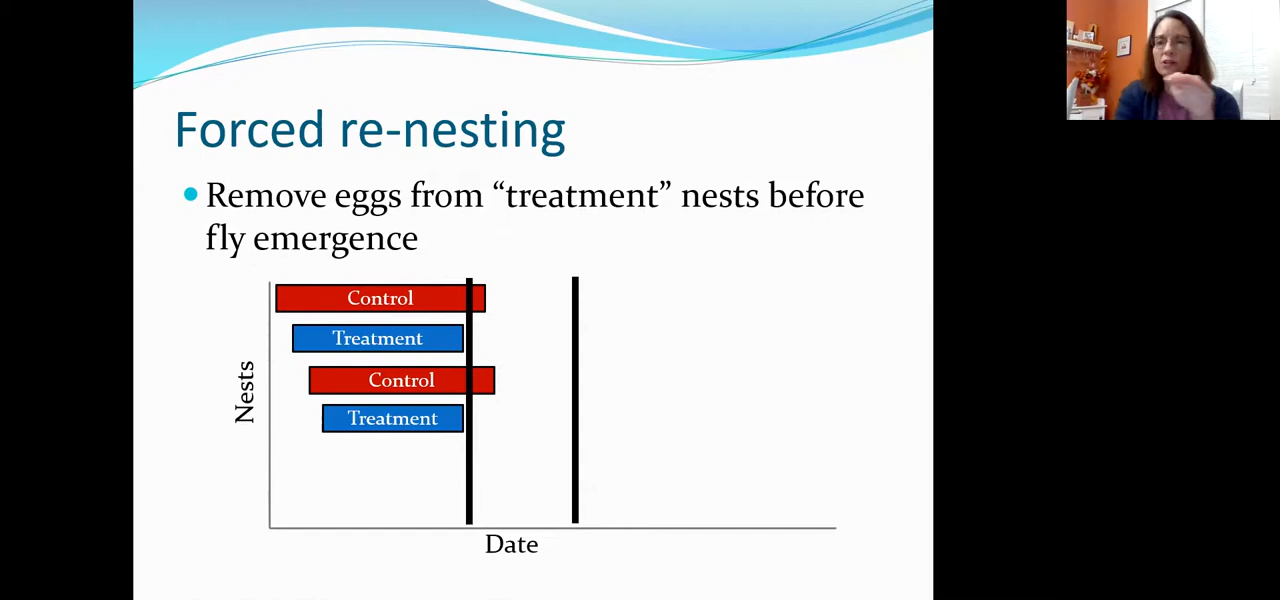 Forced re-nesting
Remove eggs from “treatment” nests before
fly emergence
Control
Treatment
Control
Treatment
Nests
Date